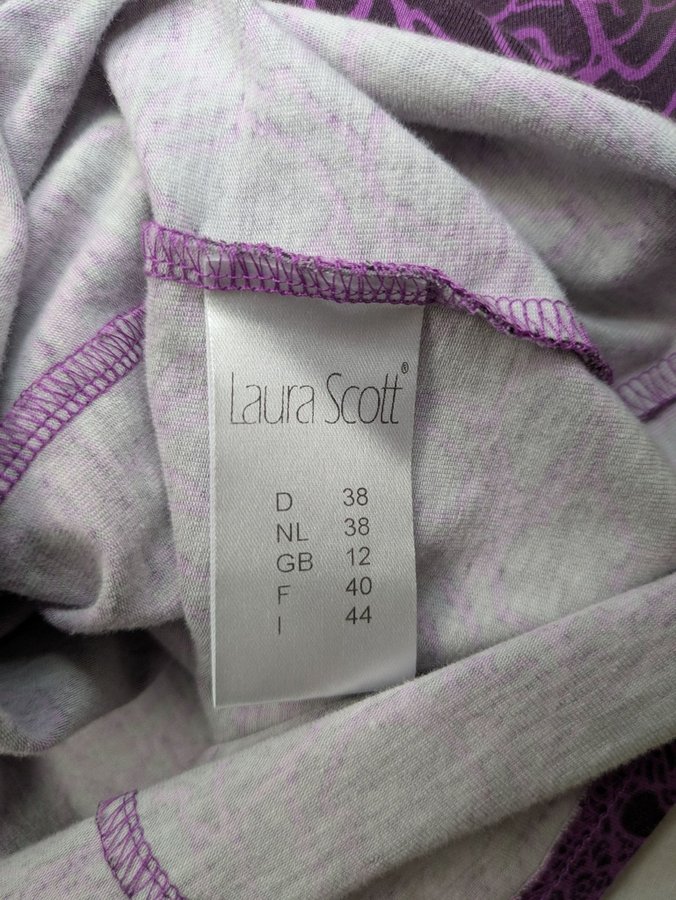 Laura Scott®
D 38
NL 38
GB 12
F 40
I 44